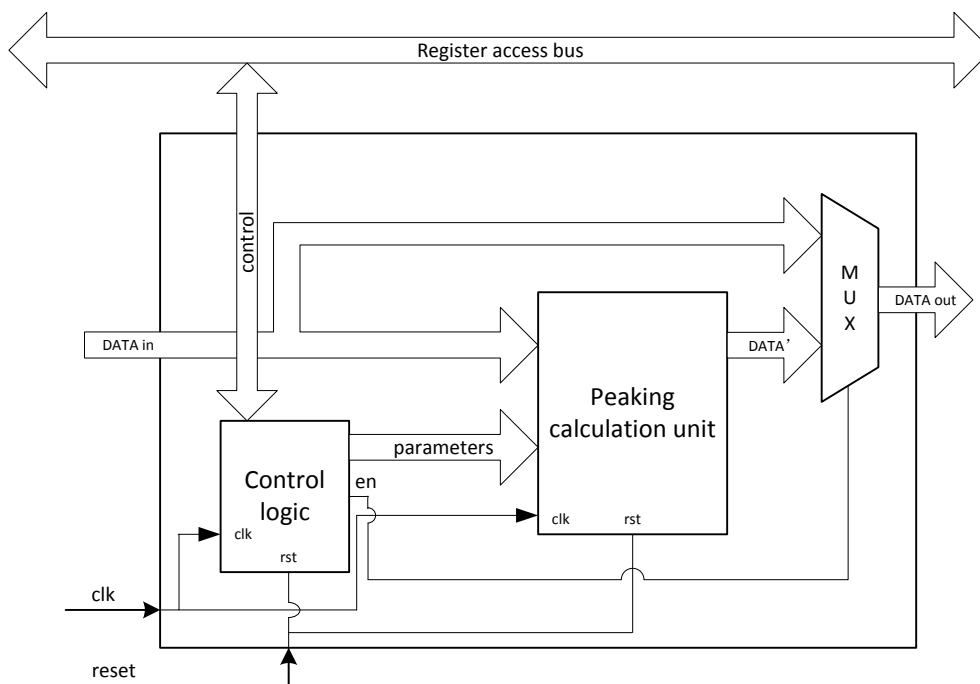 Register access bus
control
M
U
X
DATA out
DATA in
DATA'
Peaking
calculation unit
parameters
Control
logic
en
clk
rst
clk
rst
clk
reset